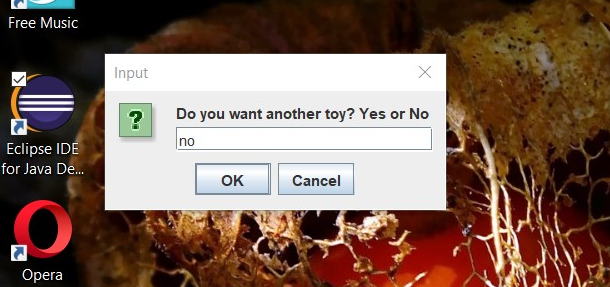 Free Music
Input
Do you want another toy? Yes or No
?
no
OK
Cancel
Eclipse IDE
for Java De...
Opera